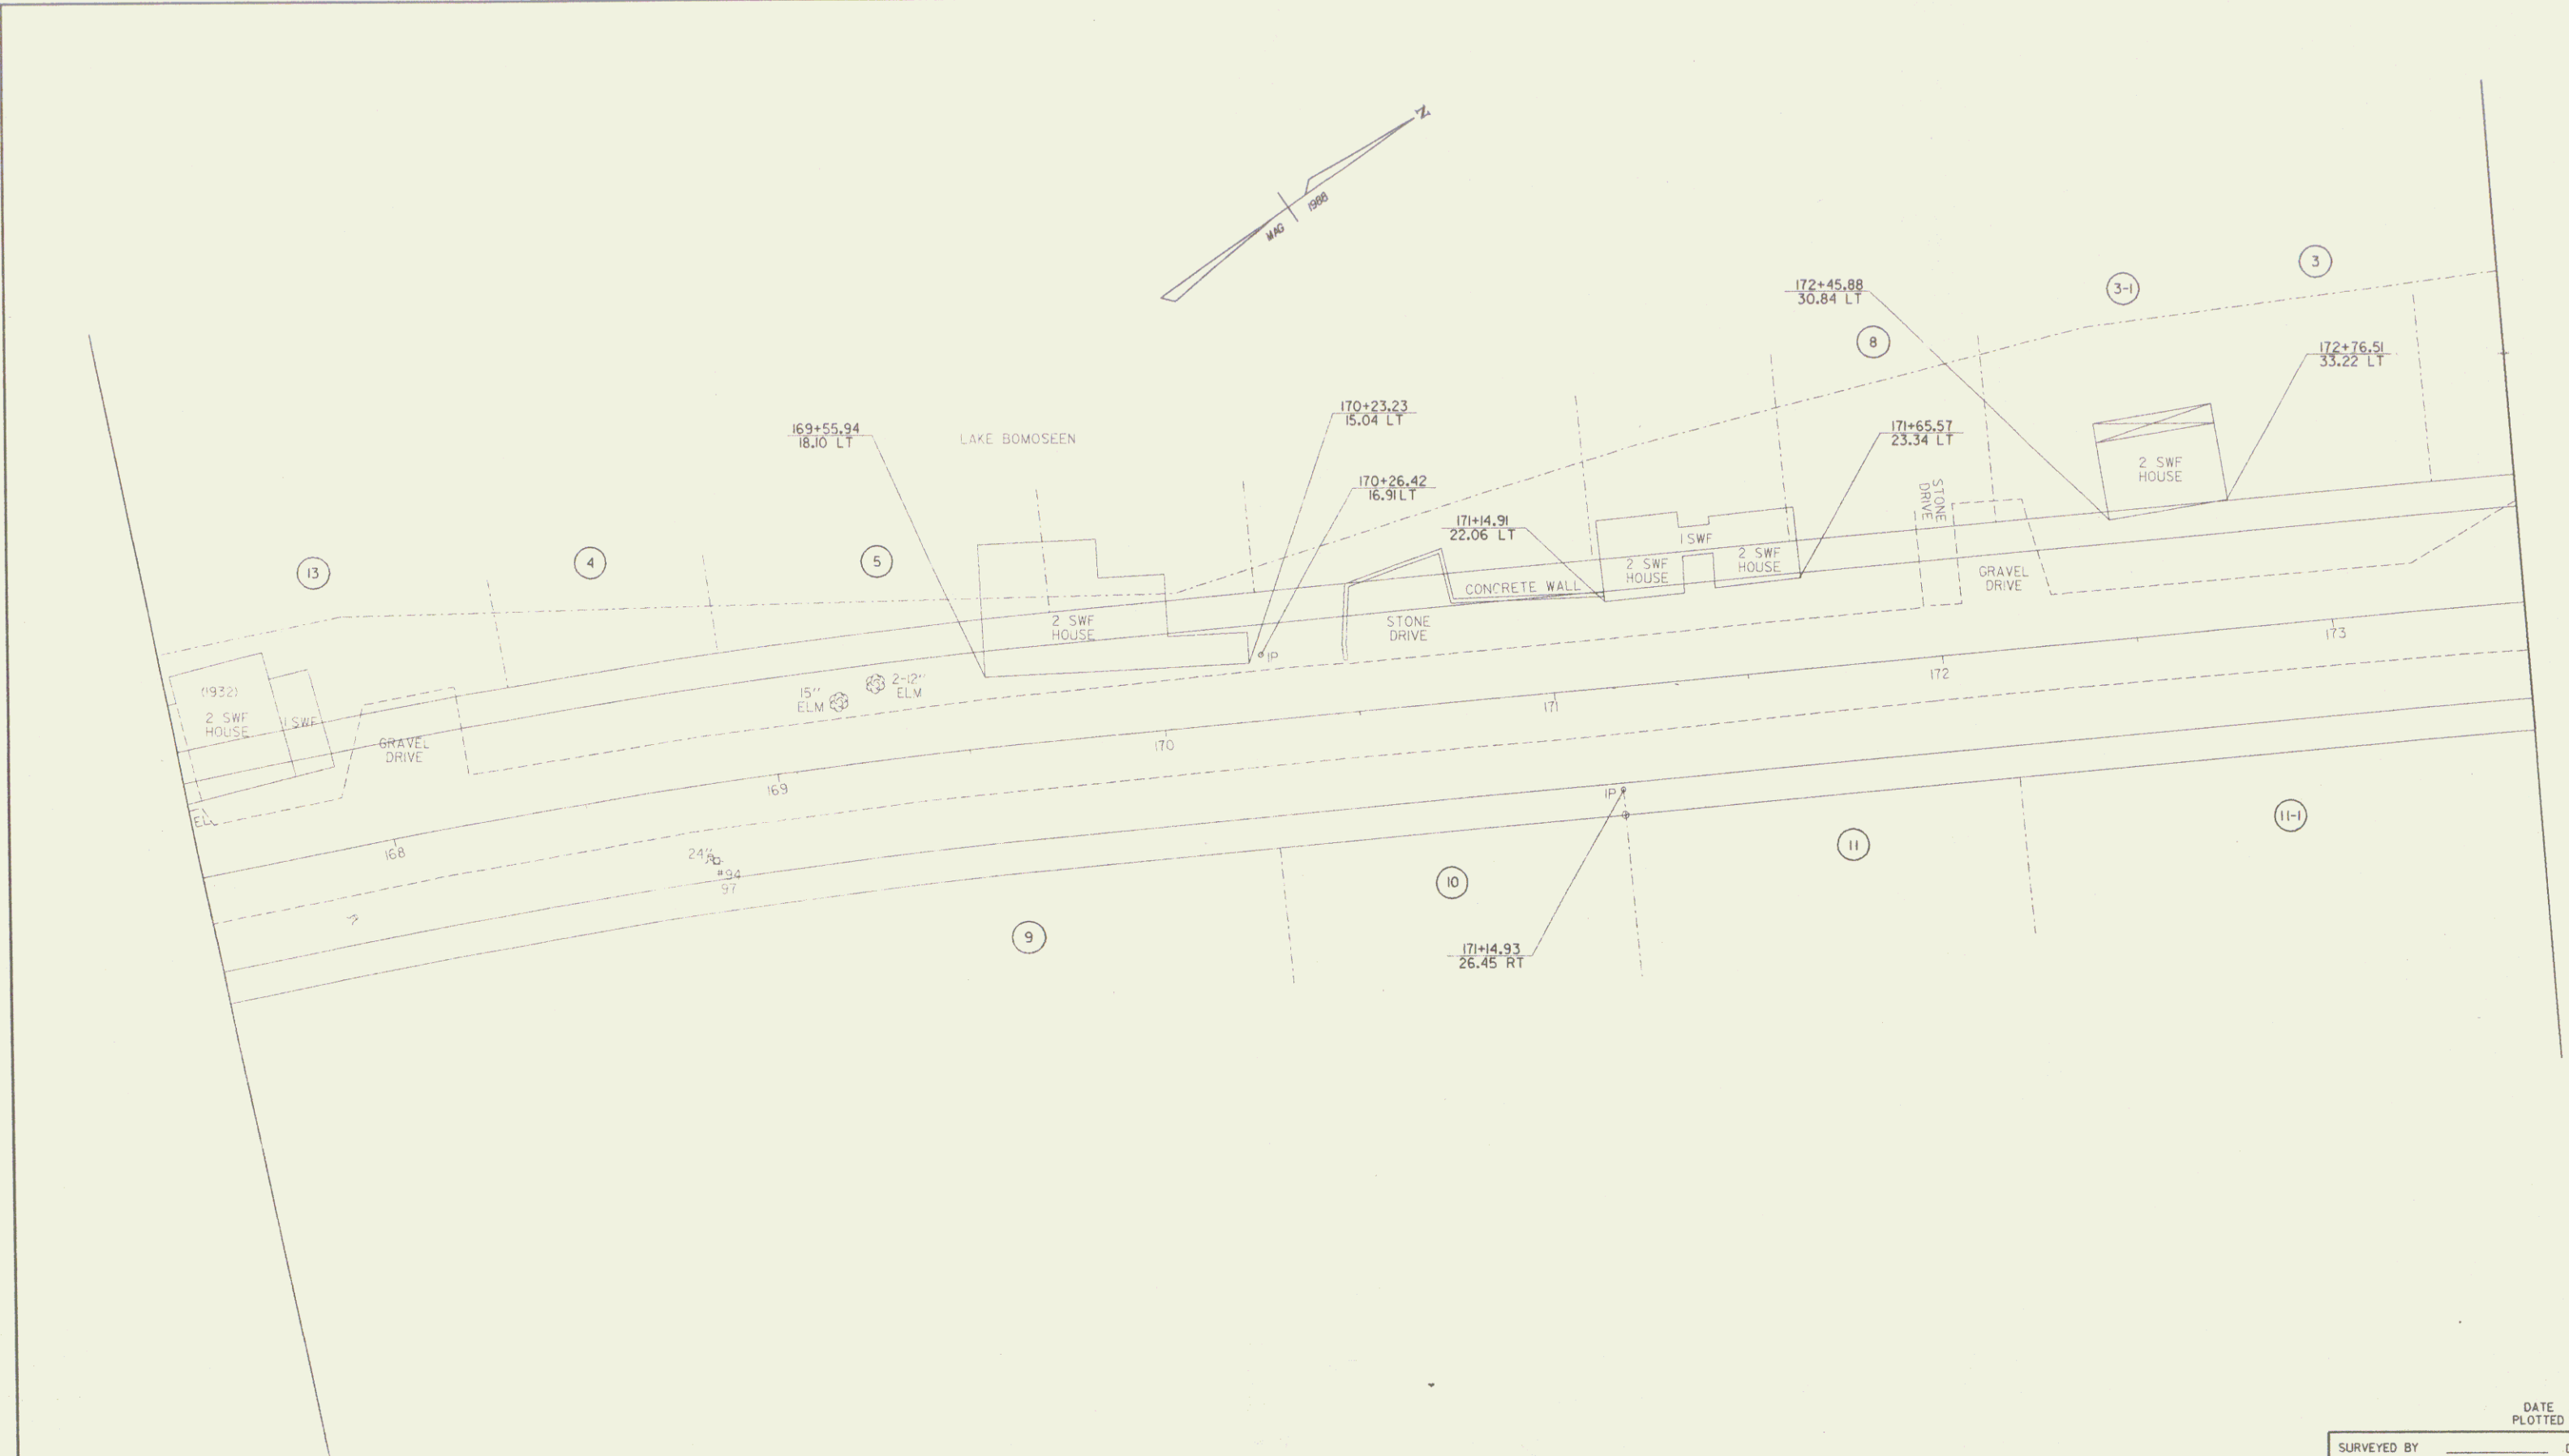 N
MAG
1988
3
3-1
172+45.88
30.84 LT
8
172+76.51
33.22 LT
170+23.23
15.04 LT
169+55.94
18.10 LT
LAKE BOMOSEEN
171+65.57
23.34 LT
170+26.42
16.91 LT
171+14.91
22.06 LT
2 SWF
HOUSE
STONE
DRIVE
1 SWF
2 SWF
HOUSE
2 SWF
HOUSE
GRAVEL
DRIVE
13
4
5
CONCRETE WALL
STONE
DRIVE
2 SWF
HOUSE
IP
(1932)
2 SWF
HOUSE
1 SWF
GRAVEL
DRIVE
15"
ELM
2-12"
ELM
168
169
170
171
172
173
24"
#94
97
IP
9
10
11
11-1
171+14.93
26.45 RT
DATE
PLOTTED
SURVEYED BY